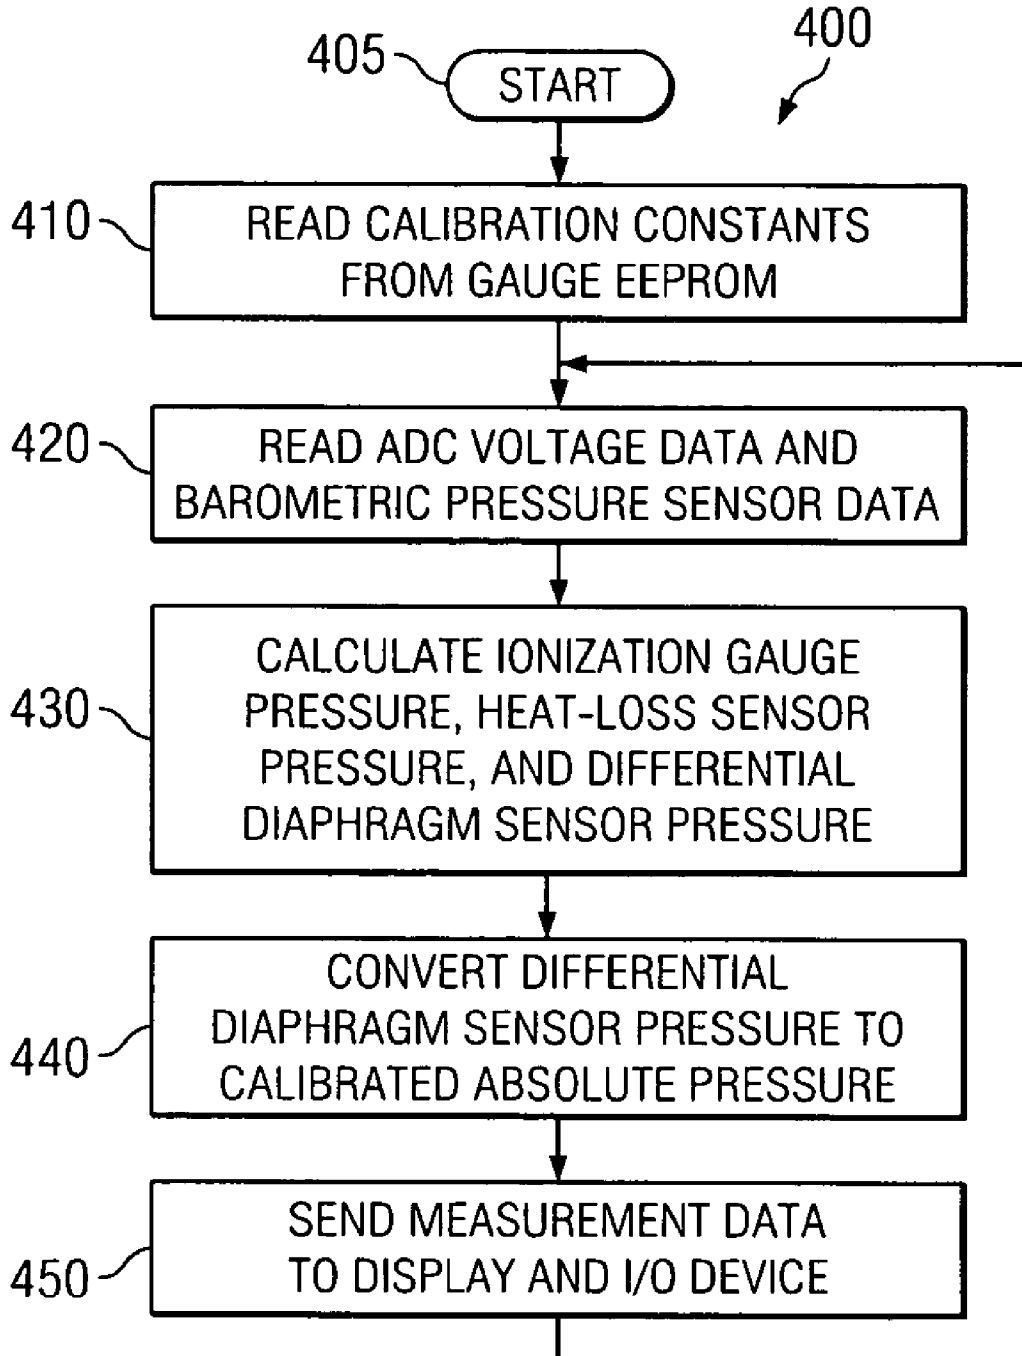 400
405
START
410
READ CALIBRATION CONSTANTS
FROM GAUGE EEPROM
420
READ ADC VOLTAGE DATA AND
BAROMETRIC PRESSURE SENSOR DATA
430
CALCULATE IONIZATION GAUGE
PRESSURE, HEAT-LOSS SENSOR
PRESSURE, AND DIFFERENTIAL
DIAPHRAGM SENSOR PRESSURE
440
CONVERT DIFFERENTIAL
DIAPHRAGM SENSOR PRESSURE TO
CALIBRATED ABSOLUTE PRESSURE
450
SEND MEASUREMENT DATA
TO DISPLAY AND I/O DEVICE